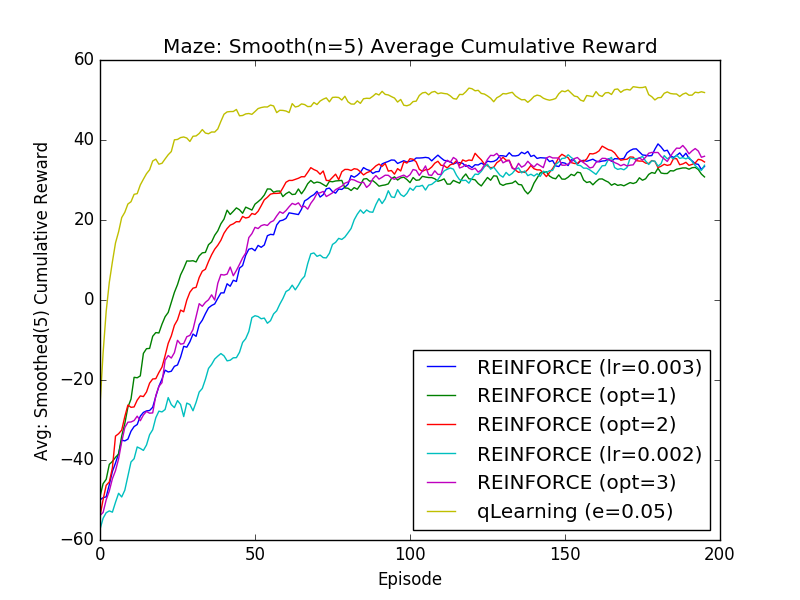 Maze: Smooth(n=5) Average Cumulative Reward
Avg: Smoothed(5) Cumulative Reward
60
40
20
0
−20
−40
−60
REINFORCE (lr=0.003)
REINFORCE (opt=1)
REINFORCE (opt=2)
REINFORCE (lr=0.002)
REINFORCE (opt=3)
qLearning (e=0.05)
0 50 100 150 200
Episode